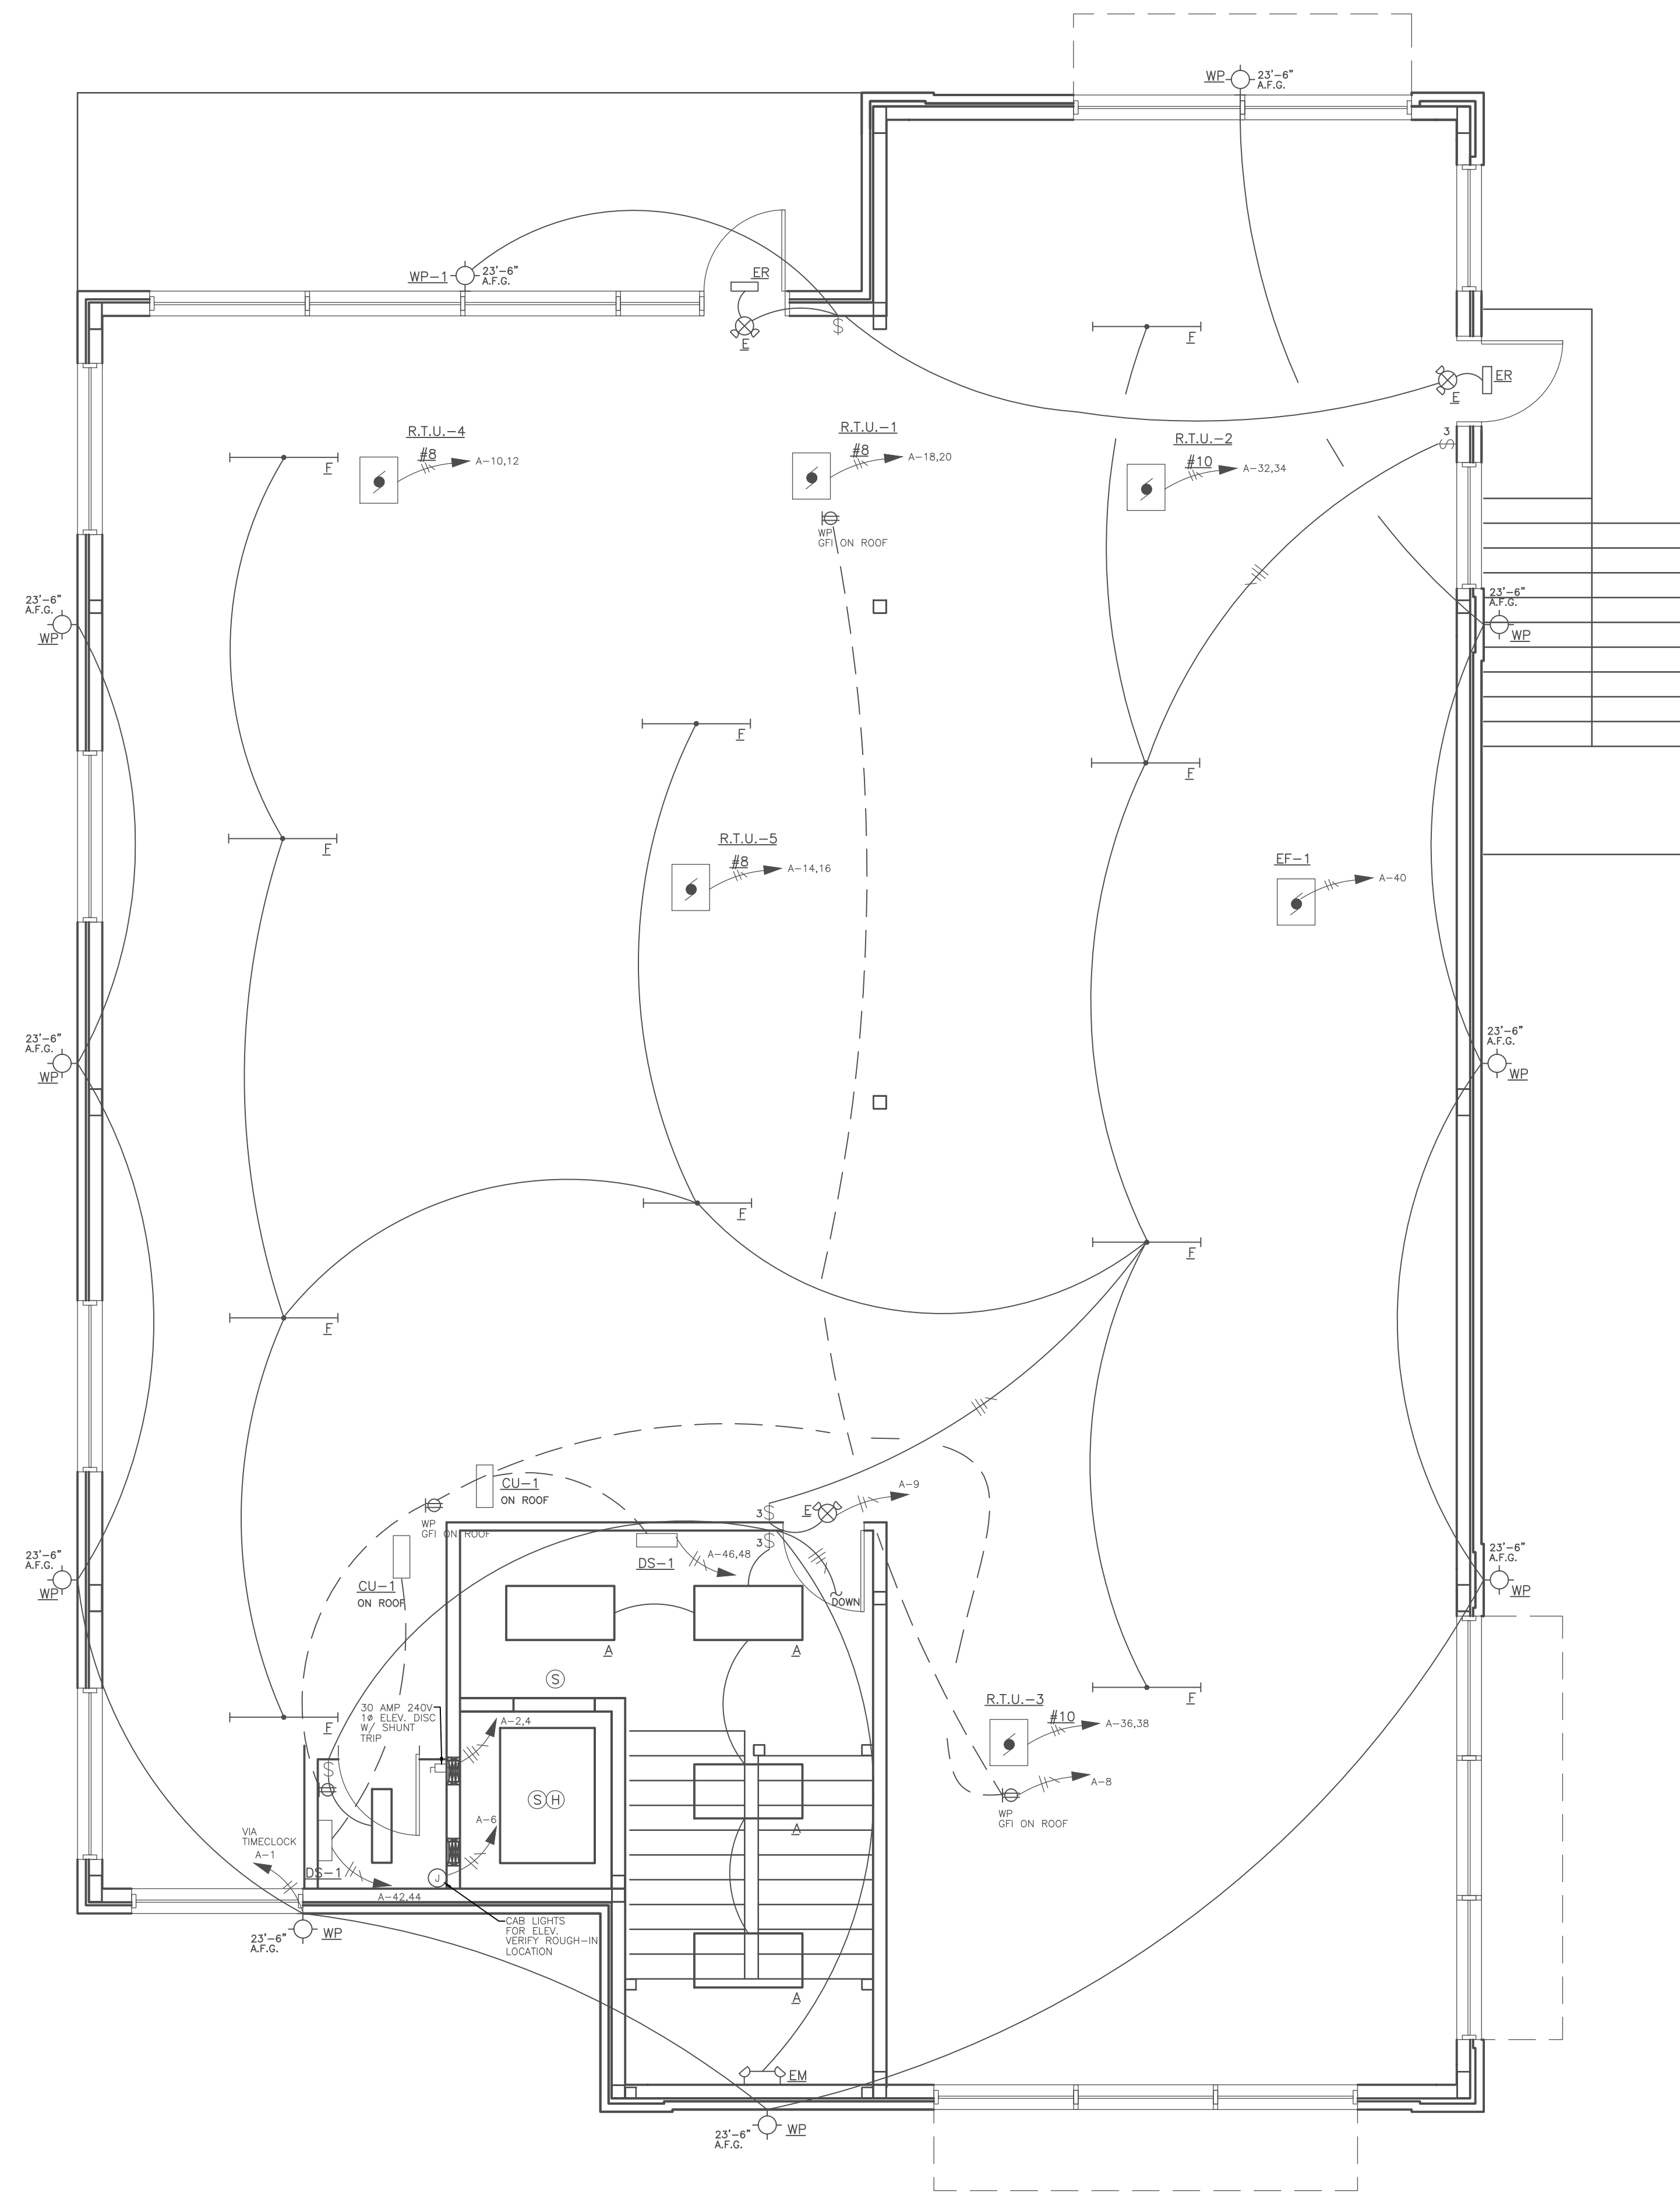 WP
23'-6"
A.F.G.
WP-1
23'-6"
A.F.G.
ER
E
$
F
E
ER
3
$
R.T.U.-4
#8
A-10,12
F
R.T.U.-1
#8
A-18,20
R.T.U.-2
#10
A-32,34
WP
GFI ON ROOF
23'-6"
A.F.G.
WP
23'-6"
A.F.G.
WP
F
F
R.T.U.-5
#8
A-14,16
F
EF-1
A-40
23'-6"
A.F.G.
WP
23'-6"
A.F.G.
WP
F
F
F
CU-1
ON ROOF
A-9
WP
GFI ON ROOF
3$
E
3$
DS-1
A-46,48
DOWN
23'-6"
A.F.G.
WP
23'-6"
A.F.G.
WP
CU-1
ON ROOF
A
A
S
F
F
30 AMP 240V
1ø ELEV. DISC
W/ SHUNT
TRIP
A-2,4
R.T.U.-3
#10
A-36,38
$
S
H
A-8
WP
GFI ON ROOF
A-6
A
VIA
TIMECLOCK
A-1
DS-1
J
A-42,44
CAB LIGHTS
FOR ELEV.
VERIFY ROUGH-IN
LOCATION
23'-6"
A.F.G.
WP
A
EM
23'-6"
A.F.G.
WP